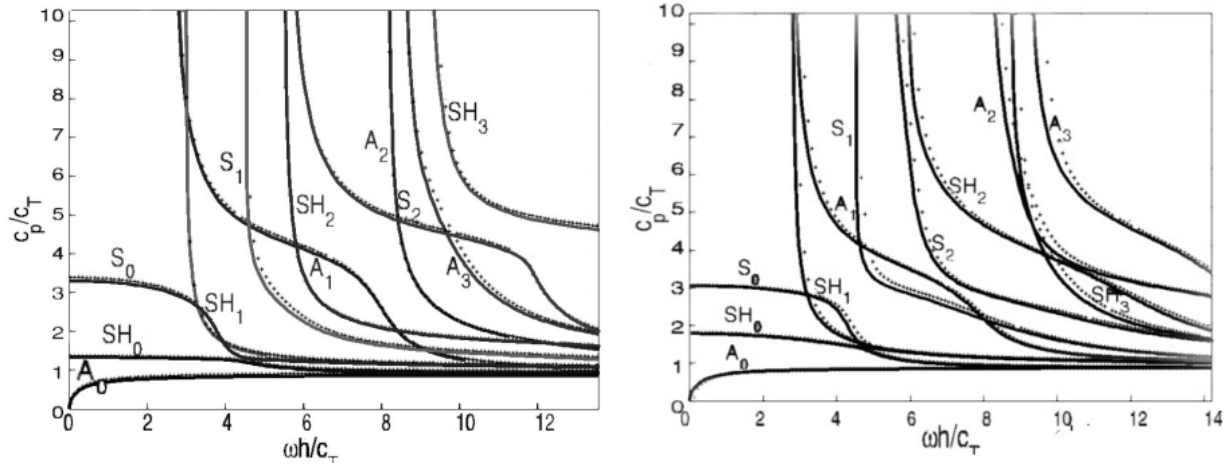 10
9
8
7
6
5
4
3
2
1
0
c_p/c_T
S_0
SH_0
A_0
SH_1
S_1
SH_2
A_1
A_2
S_2
A_3
SH_3
0 2 4 6 8 10 12
ωh/c_T
10
9
8
7
6
5
4
3
2
1
0
c_p/c_T
S_0
SH_0
A_0
SH_1
S_1
A_1
S_2
SH_2
A_2
A_3
SH_3
0 2 4 6 8 10 12 14
ωh/c_T